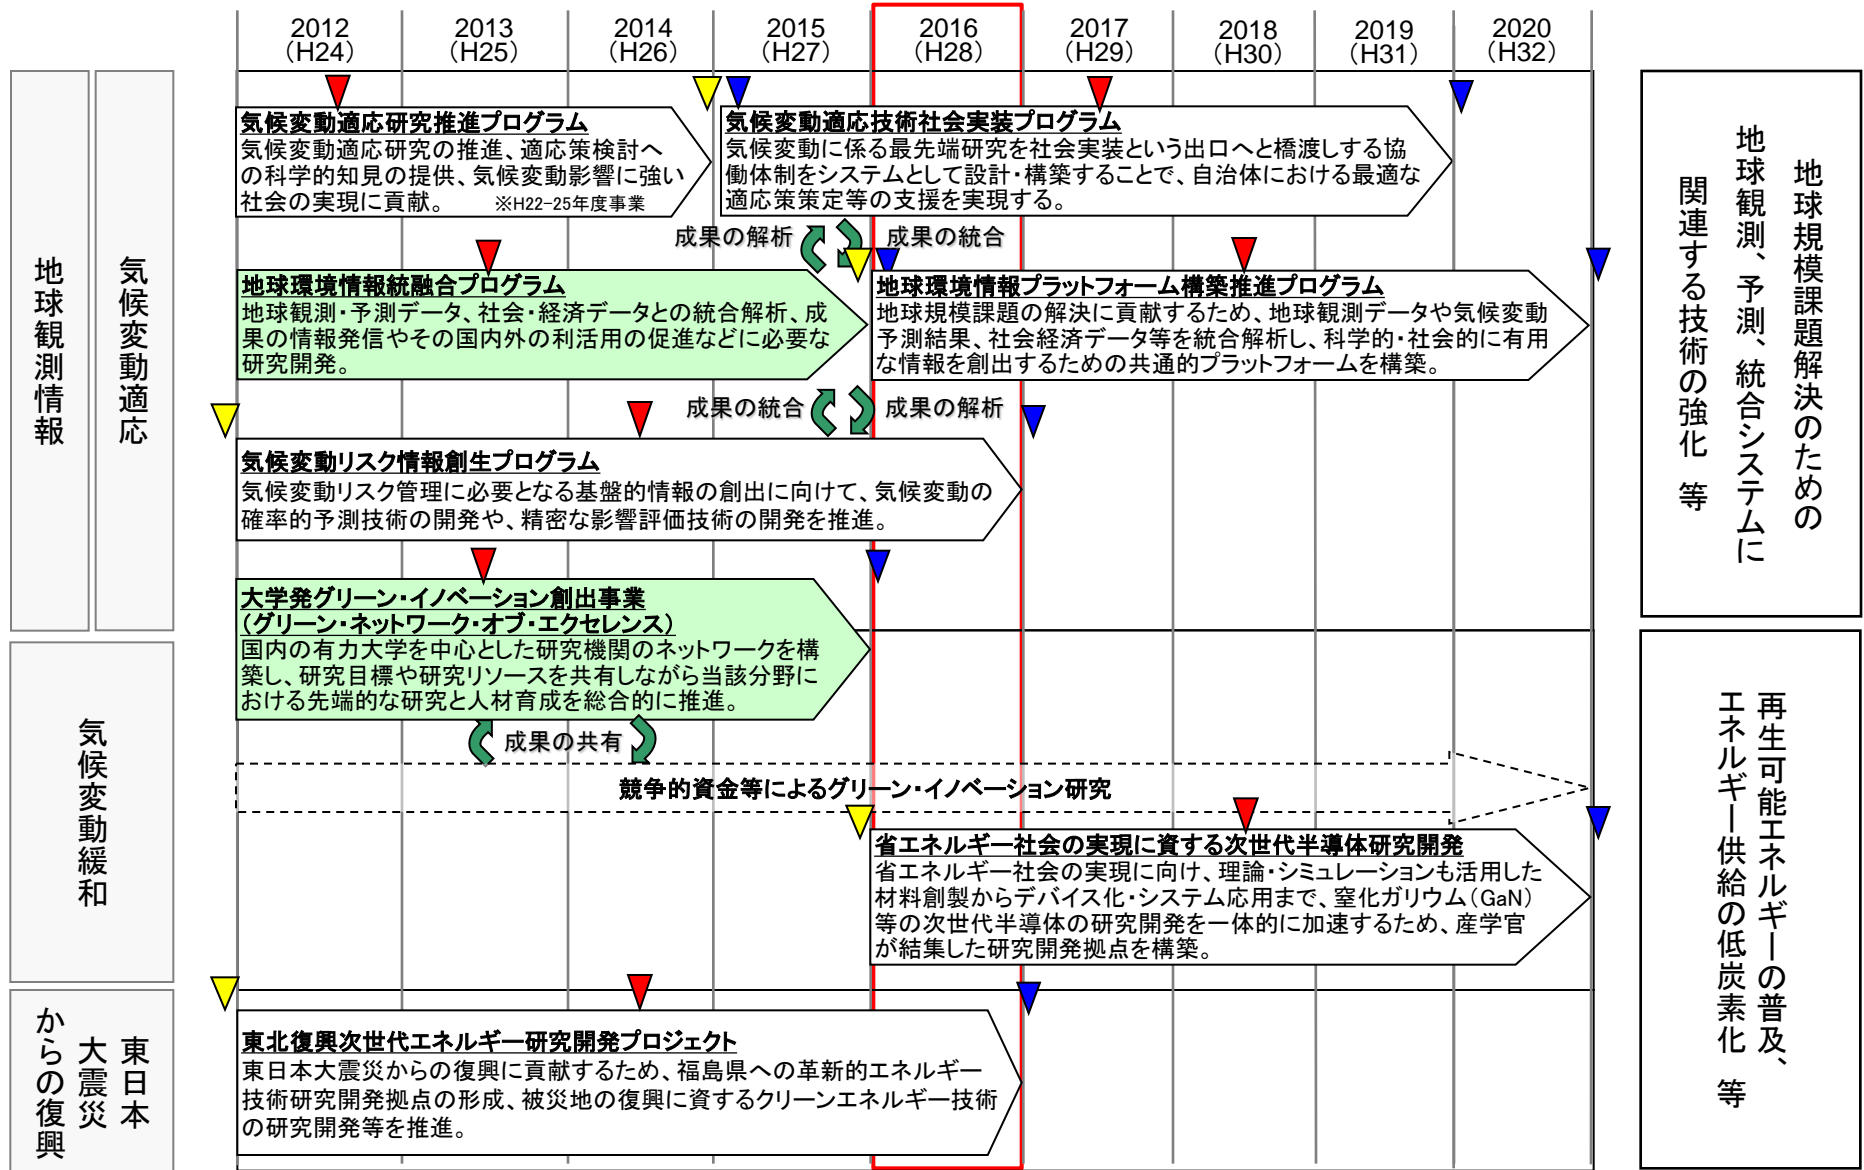 2012
（H24）
2013
（H25）
2014
（H26）
2015
（H27）
2016
（H28）
2017
（H29）
2018
（H30）
2019
（H31）
2020
（H32）
地球観測情報
気候変動適応
気候変動適応研究推進プログラム
気候変動適応研究の推進、適応策検討へ
の科学的知見の提供、気候変動影響に強い
社会の実現に貢献。　※H22-25年度事業
気候変動適応技術社会実装プログラム
気候変動に係る最先端研究を社会実装という出口へと橋渡しする協
働体制をシステムとして設計・構築することで、自治体における最適な
適応策策定等の支援を実現する。
成果の解析
成果の統合
地球環境情報統融合プログラム
地球観測・予測データ、社会・経済データとの統合解析、成
果の情報発信やその国内外の利活用の促進などに必要な
研究開発。
地球環境情報プラットフォーム構築推進プログラム
地球規模課題の解決に貢献するため、地球観測データや気候変動
予測結果、社会経済データ等を統合解析し、科学的・社会的に有用
な情報を創出するための共通的プラットフォームを構築。
成果の統合
成果の解析
気候変動リスク情報創生プログラム
気候変動リスク管理に必要となる基盤的情報の創出に向けて、気候変動の
確率的予測技術の開発や、精密な影響評価技術の開発を推進。
地球規模課題解決のための
地球観測、予測、統合システムに
関連する技術の強化　等
気候変動緩和
大学発グリーン・イノベーション創出事業
（グリーン・ネットワーク・オブ・エクセレンス）
国内の有力大学を中心とした研究機関のネットワークを構
築し、研究目標や研究リソースを共有しながら当該分野に
おける先端的な研究と人材育成を総合的に推進。
成果の共有
競争的資金等によるグリーン・イノベーション研究
省エネルギー社会の実現に資する次世代半導体研究開発
省エネルギー社会の実現に向け、理論・シミュレーションも活用した
材料創製からデバイス化・システム応用まで、窒化ガリウム（GaN）
等の次世代半導体の研究開発を一体的に加速するため、産学官
が結集した研究開発拠点を構築。
再生可能エネルギーの普及、
エネルギー供給の低炭素化　等
東日本
大震災
からの復興
東北復興次世代エネルギー研究開発プロジェクト
東日本大震災からの復興に貢献するため、福島県への革新的エネルギー
技術研究開発拠点の形成、被災地の復興に資するクリーンエネルギー技術
の研究開発等を推進。